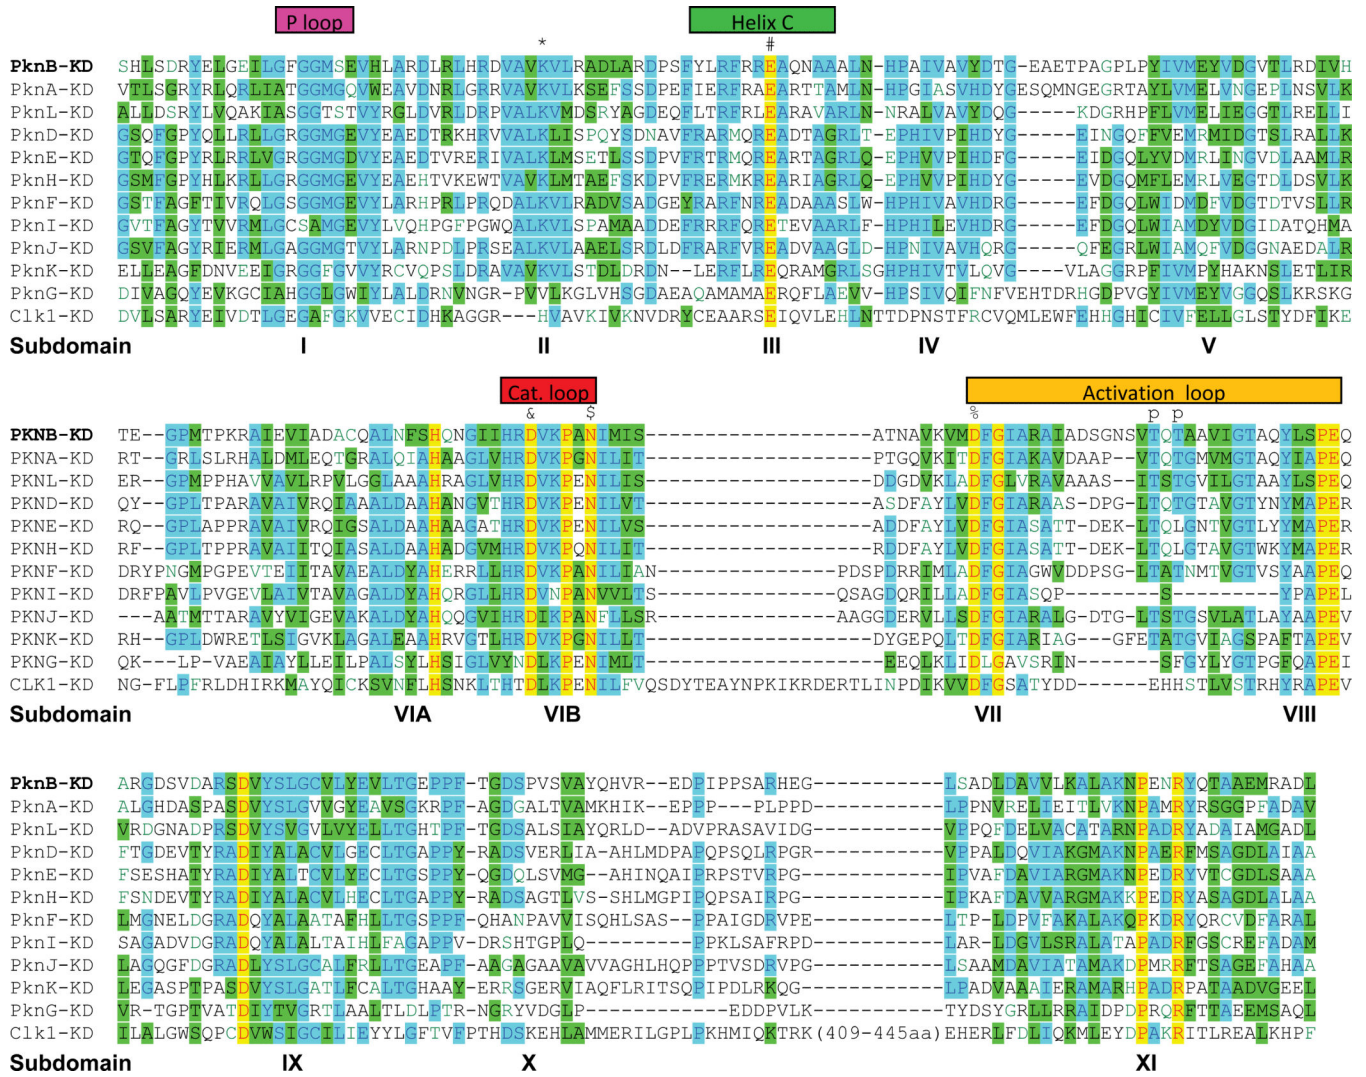 P loop Helix C
* #
PknB-KD SHLSDRYELGEILGFGGMSEVHLARDLRLHRDVAVKVLRADLARDPSFYLRFRREAQNAAALN-HPAIVAVYDTG-EAETPAGPLPYIVMEYVDGVTLRDIVH
PknA-KD VTLSGRYRLQRLIATGGMGQVWEAVDNRLGRRVAVKVLKSEFSSDPEFIERFRAEARTTAMLN-HPGIASVHDYGESQMNGEGRTAYLVMELVNGEPLNSVLK
PknL-KD ALLDSRYLVQAKIASGGTSTVYRGLDVRLDRPVALKVMDSRYAGDEQFLTRFRLEARAVARLN-NRALVAVYDQG-----KDGRHPFLVMELIEGGTLRELLI
PknD-KD GSQFGPYQLLRLLGRGGMGEVYEAEDTRKHRVVALKLISPQYSDNAVFRARMQREADTAGRLT-EPHIVPIHDYG-----EINGQFFVEMRMIDGTSLRALLK
PknE-KD GTQFGPYRLRRLVGRGGMGDVYEAEDTVRERIVALKLMSETLSSDPVFRTRMQREARTAGRLQ-EPHVVPIHDFG-----EIDGQLYVDMRLINGVDLAAMLR
PknH-KD GSMFGPYHLKRLLGRGGMGEVYEAEHTVKEWTVAVKLMTAEFSKDPVFRERMKREARIAGRLQ-EPHVVPIHDYG-----EVDGQMFLEMRLVEGTDLDSVLK
PknF-KD GSTFAGFTIVRQLGSGGMGEVYLARHPRLPRQDALKVLRADVSADGEYRARFNREADAAASLW-HPHIVAVHDRG-----EFDGQLWIDMDFVDGTDTVSLLR
PknI-KD GVTFAGYTVVRMLGCSAMGEVYLVQHPGFPGWQALKVLSPAMAADDEFRRRFQRETEVAARLF-HPHILEVHDRG-----EFDGQLWIAMDYVDGIDATQHMA
PknJ-KD GSVFAGYRIERMLGAGGMGTVYLARNPDLPRSEALKVLAAELSRDLDFRARFVREADVAAGLD-HPNIVAVHQRG-----QFEGRLWIAMQFVDGGNAEDALR
PknK-KD ELLEAGFDNVEEIGRGGFGVVYRCVQPSLDRAVAVKVLSTDLDRDN--LERFLREQRAMGRLSGHPHIVTVLQVG----VLAGGRPFIVMPYHAKNSLETLIR
PknG-KD DIVAGQYEVKGCIAHGGLGWIYLALDRNVNGR-PVVLKGLVHSGDAEAQAMAMAERQFLAEVV-HPSIVQIFNFVEHTDRHGDPVGYIVMEYVGGQSLKRSKG
Clk1-KD DVLSARYEIVDTLGEGAFGKVVECIDHKAGGR--HVAVKIVKNVDRYCEAARSEIQVLEHLNTTDPNSTFRCVQMLEWFEHHGHICIVFELLGLSTYDFIKE
Subdomain I II III IV V
Cat. loop Activation loop
& $ % p p
PKNB-KD TE--GPMTPKRAIEVIADACQALNFSHQNGIIHRDVKPANIMIS-------------------ATNAVKVMDFGIARAIADSGNSVTQTAAVIGTAQYLSPEQ
PKNA-KD RT--GRLSLRHALDMLEQTGRALQIAHAAGLVHRDVKPGNILIT-------------------PTGQVKITDFGIAKAVDAAP---VTQTGMVMGTAQYIAPEQ
PKNL-KD ER--GPMPPHAVVAVLRPVLGGLAAAHRAGLVHRDVKPENILIS-------------------DDGDVKLADFGLVRAVAAAS---ITSTGVILGTAAYLSPEQ
PKND-KD QY--GPLTPARAVAIVRQIAAALDAAHANGVTHRDVKPENILVT-------------------ASDFAYLVDFGIARAAS-DPG-LTQTGTAVGTYNYMAPER
PKNE-KD RQ--GPLAPPRAVAIVRQIGSALDAAHAAGATHRDVKPENILVS-------------------ADDFAYLVDFGIASATT-DEK-LTQLGNTVGTLYYMAPER
PKNH-KD RF--GPLTPPRAVAIITQIASALDAAHADGVMHRDVKPQNILIT-------------------RDDFAYLVDFGIASATT-DEK-LTQLGTAVGTWKYMAPER
PKNF-KD DRYPNGMPGPEVTEIITAVAEALDYAHERRLLHRDVKPANILIAN---------------PDSPDRRIMLADFGIAGWVDDPSG-LTATNMTVGTVSYAAPEQ
PKNI-KD DRFPAVLPVGEVLAIVTAVAGALDYAHQRGLLHRDVNPANVVLTS---------------QSAGDQRILLADFGIASQP--------S---------YPAPEL
PKNJ-KD ---AATMTTARAVYVIGEVAKALDYAHQQGVIHRDIKPANFLLSR--------------AAGGDERVLLSDFGIARALG-DTG-LTSTGSVLATLAYAAPEV
PKNK-KD RH--GPLDWRETLSIGVKLAGALEAAHRVGTLHRDVKPGNILLT-------------------DYGEPQLTDFGIARIAG---GFETATGVIAGSPAFTAPEV
PKNG-KD QK---LP-VAEAIAYLLEILPALSYLHSIGLVYNDLKPENIMLT--------------------EEQLKLIDLGAVSRIN-------SFGYLYGTPGFQAPEI
CLK1-KD NG-FLPFRLDHIRKMAYQICKSVNFLHSNKLTHTDLKPENILFVQSDYTEAYNPKIKRDERTLINPDIKVVDFGSATYDD-----EHHSTLVSTRHYRAPEV
Subdomain VIA VIB VII VIII
PknB-KD ARGDSVDARSDVYSLGCVLYEVLTGEPPF-TGDSPVSVAYQHVR--EDPIPPSARHEG-----------LSADLDAVVLKALAKNPENRYQTAAEMRADL
PknA-KD ALGHDASPASDVYSLGVVGYEAVSGKRPF-AGDGALTVAMKHIK-EPPP---PLPPD-----------LPPNVRELIEITLVKNPAMRYRSGGPFADAV
PknL-KD VRDGNADPRSDVYSVGVLVYELLTGHTPF-TGDSALSIAYQRLD--ADVPRASAVIDG-----------VPPQFDELVACATARNPADRYADAIAMGADL
PknD-KD FTGDEVTYRADIYALACVLGECLTGAPPY-RADSVERLIA-AHLMDPAPQPSQLRPGR-----------VPPALDQVIAKGMAKNPAERFMSAGDLAIAA
PknE-KD FSESHATYRADIYALTCVLYECLTGSPPY-QGDQLSVMG--AHINQAIPRPSTVRPG-----------IPVAFDAVIARGMAKNPEDRYVTCGDLSAAA
PknH-KD FSNDEVTYRADIYALACVLHECLTGAPPY-RADSAGTLVS-SHLMGPIPQPSAIRPG-----------IPKAFDAVVARGMAKKPEDRYASAGDLALAA
PknF-KD LMGNELDGRADQYALAATAFHLLTGSPPF-QHANPAVVISQHLSAS-PPAIGDRVPE-----------LTP-LDPVFAKALAKQPKDRYQRCVDFARAL
PknI-KD SAGADVDGRADQYALALTAIHLFAGAPPV-DRSHTGPLQ---------PPKLSAFRPD-----------LAR-LDGVLSRALATAPADRFGSCREFADAM
PknJ-KD LAGQGFDGRADLYSLGCALFRLLTGEAPF-AAGAGAAVAVVAGHLHQPPPTVSDRVPG-----------LSAAMDAVIATAMAKDPMRRFTSAGEFAHAA
PknK-KD LEGASPTPASDVYSLGATLFCALTGHAAY-ERRSGERVIAQFLRITSQPIPDLRKQG-----------LPADVAAAIERAMARHPADRPATAADVGEEL
PknG-KD VR-TGPTVATDIYTVGRTLAALTLDLPTR-NGRYVDGLP---------EDDPVLK------------TYDSYGRLLRRAIDPDPRQRFTTAEEMSAQL
Clk1-KD ILALGWSQPCDVWSIGCILIEYYLGFTVFPTHDSKEHLAMMERILGPLPKHMIQKTRK(409-445aa)EHERLFDLIQKMLEYDPAKRITLREALKHPF
Subdomain IX X XI